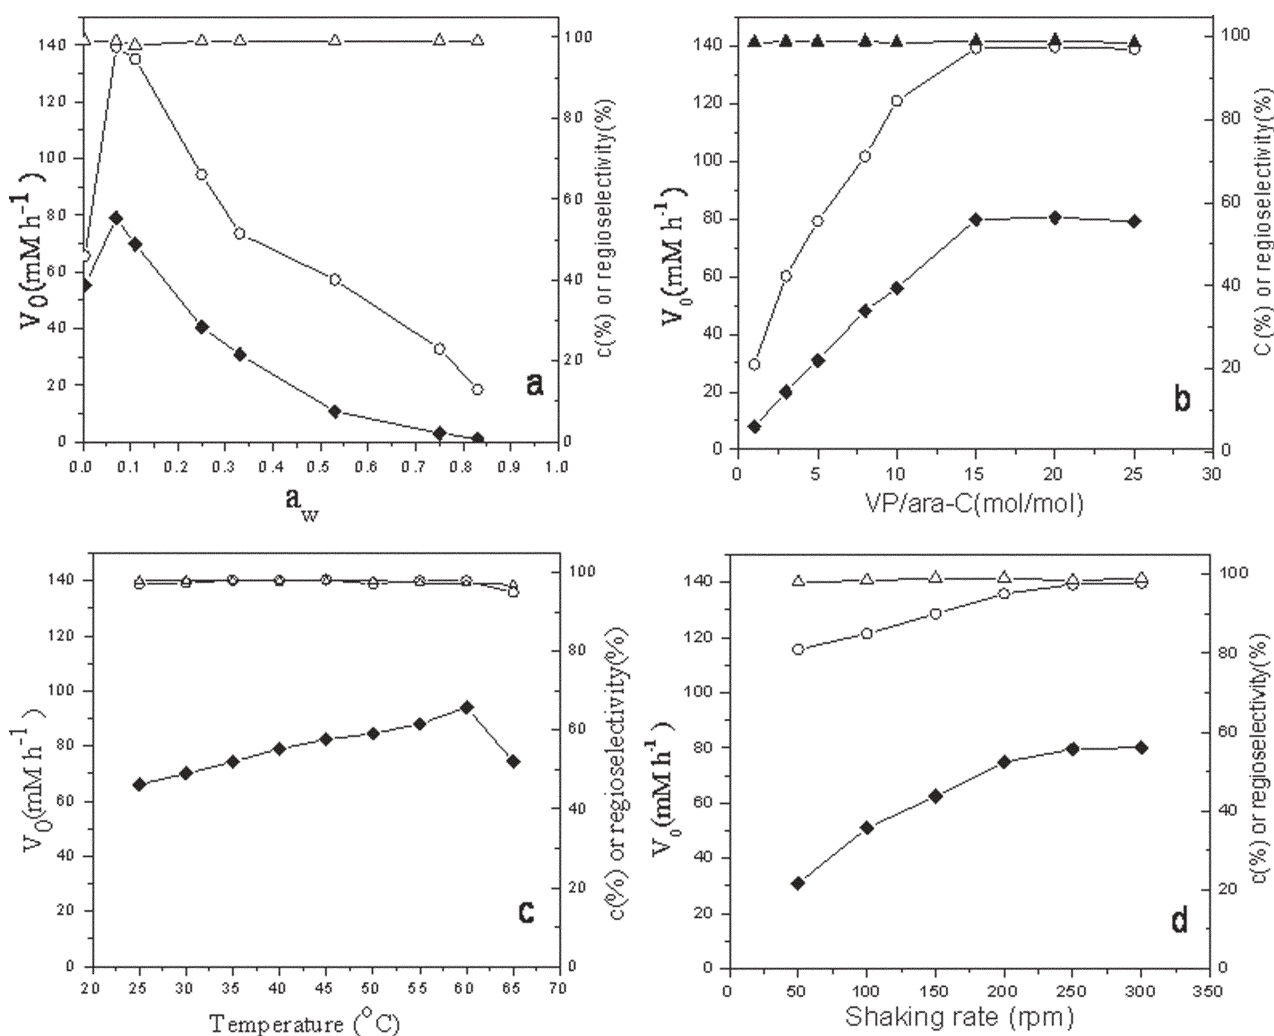 140
120
100
80
60
40
20
0
V0(mM h-1)
100
80
60
40
20
0
c(%) or regioselectivity(%)
0.0 0.1 0.2 0.3 0.4 0.5 0.6 0.7 0.8 0.9 1.0
aw
a
140
120
100
80
60
40
20
0
V0(mM h-1)
100
80
60
40
20
0
C (%) or regioselectivity(%)
0 5 10 15 20 25 30
VP/ara-C(mol/mol)
b
140
120
100
80
60
40
20
0
V0(mM h-1)
100
80
60
40
20
0
c(%) or regioselectivity(%)
20 25 30 35 40 45 50 55 60 65 70
Temperature (oC)
c
140
120
100
80
60
40
20
0
V0(mM h-1)
100
80
60
40
20
0
c(%) or regioselectivity(%)
0 50 100 150 200 250 300 350
Shaking rate (rpm)
d